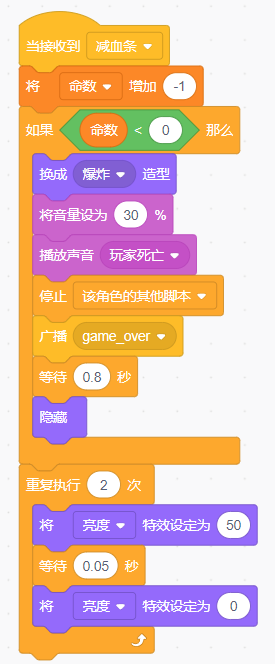 当接收到 减血条
将 命数 增加 -1
如果 命数 < 0 那么
换成 爆炸 造型
将音量设为 30 %
播放声音 玩家死亡
停止 该角色的其他脚本
广播 game_over
等待 0.8 秒
隐藏
重复执行 2 次
将 亮度 特效设定为 50
等待 0.05 秒
将 亮度 特效设定为 0